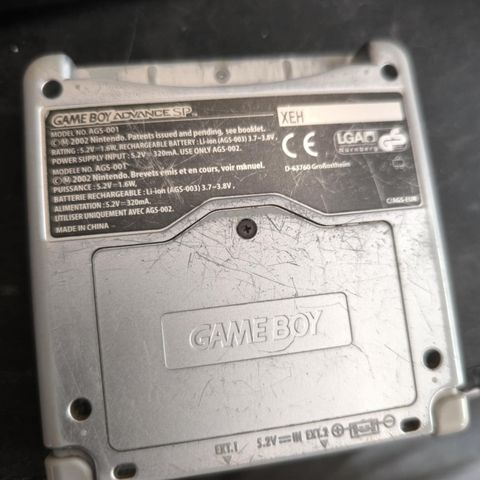 GAME BOY ADVANCE SP
MODEL NO. AGS-001
©Ⓜ 2002 Nintendo. Patents issued and pending, see booklet.
RATING : 5.2V⎓1.6W, RECHARGEABLE BATTERY : Li-ion (AGS-003) 3.7⎓3.8V,
POWER SUPPLY INPUT : 5.2V⎓320mA. USE ONLY AGS-002.
MODELE NO. : AGS-001
©Ⓜ 2002 Nintendo. Brevets émis et en cours, voir manuel.
PUISSANCE : 5.2V⎓1.6W,
BATTERIE RECHARGEABLE : Li-ion (AGS-003) 3.7⎓3.8V,
ALIMENTATION : 5.2V⎓320mA.
UTILISER UNIQUEMENT AVEC AGS-002.
MADE IN CHINA
XEH
CE
LGA
Nürnberg
GS
D-63760 Großostheim
C/AGS-EUR
GAME BOY
EXT.1 5.2V⎓IN EXT.2